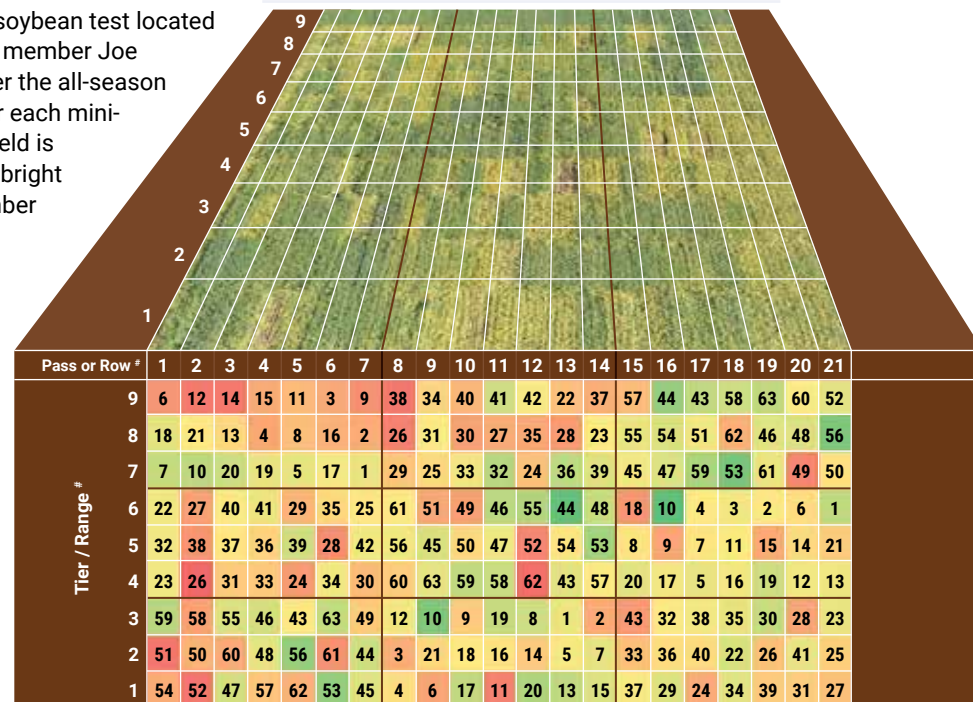 soybean test located
member Joe
er the all-season
r each mini-
eld is
bright
ber
9
8
7
6
5
4
3
2
1
Pass or Row # 1 2 3 4 5 6 7 8 9 10 11 12 13 14 15 16 17 18 19 20 21
Tier / Range #
9 6 12 14 15 11 3 9 38 34 40 41 42 22 37 57 44 43 58 63 60 52
8 18 21 13 4 8 16 2 26 31 30 27 35 28 23 55 54 51 62 46 48 56
7 7 10 20 19 5 17 1 29 25 33 32 24 36 39 45 47 59 53 61 49 50
6 22 27 40 41 29 35 25 61 51 49 46 55 44 48 18 10 4 3 2 6 1
5 32 38 37 36 39 28 42 56 45 50 47 52 54 53 8 9 7 11 15 14 21
4 23 26 31 33 24 34 30 60 63 59 58 62 43 57 20 17 5 16 19 12 13
3 59 58 55 46 43 63 49 12 10 9 19 8 1 2 43 32 38 35 30 28 23
2 51 50 60 48 56 61 44 3 21 18 16 14 5 7 33 36 40 22 26 41 25
1 54 52 47 57 62 53 45 4 6 17 11 20 13 15 37 29 24 34 39 31 27